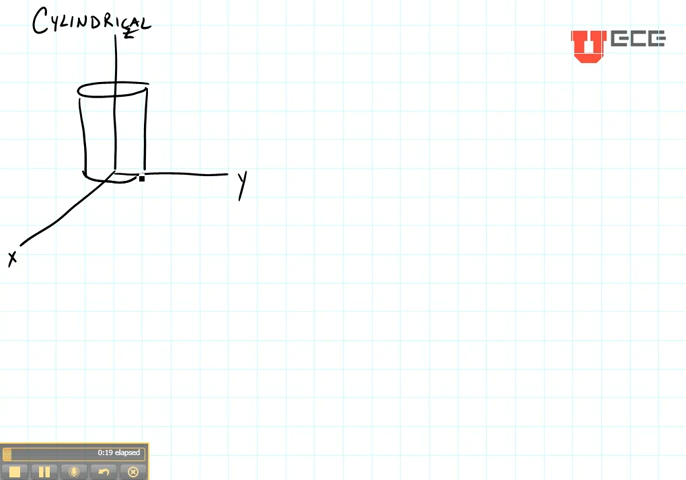 CYLINDRICAL
Z
U ECE
y
x
0:19 elapsed